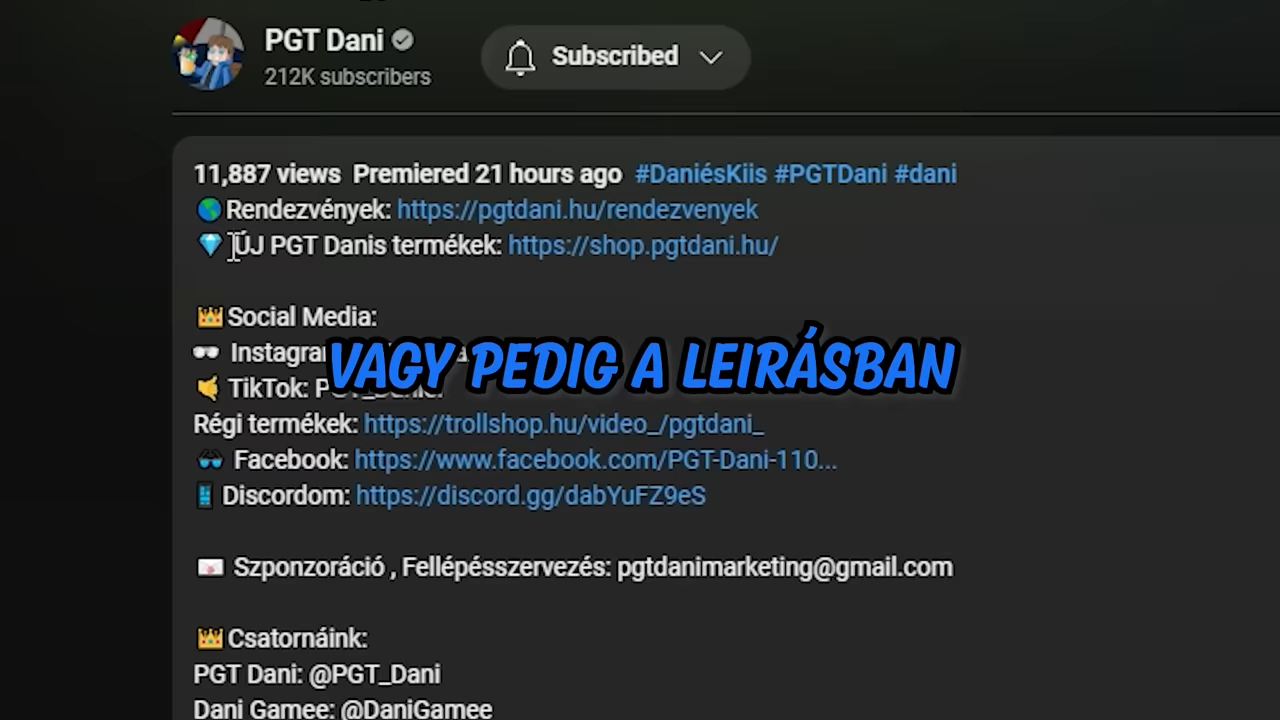 PGT Dani
212K subscribers
Subscribed
11,887 views Premiered 21 hours ago #DaniésKiis #PGTDani #dani
Rendezvények: https://pgtdani.hu/rendezvenyek
ÚJ PGT Danis termékek: https://shop.pgtdani.hu/
Social Media:
VAGY PEDIG A LEIRÁSBAN
TikTok:
Régi termékek: https://trollshop.hu/video_/pgtdani_
Facebook: https://www.facebook.com/PGT-Dani-110...
Discordom: https://discord.gg/dabYuFZ9eS
Szponzoráció , Fellépésszervezés: pgtdanimarketing@gmail.com
Csatornáink:
PGT Dani: @PGT_Dani
Dani Gamee: @DaniGamee